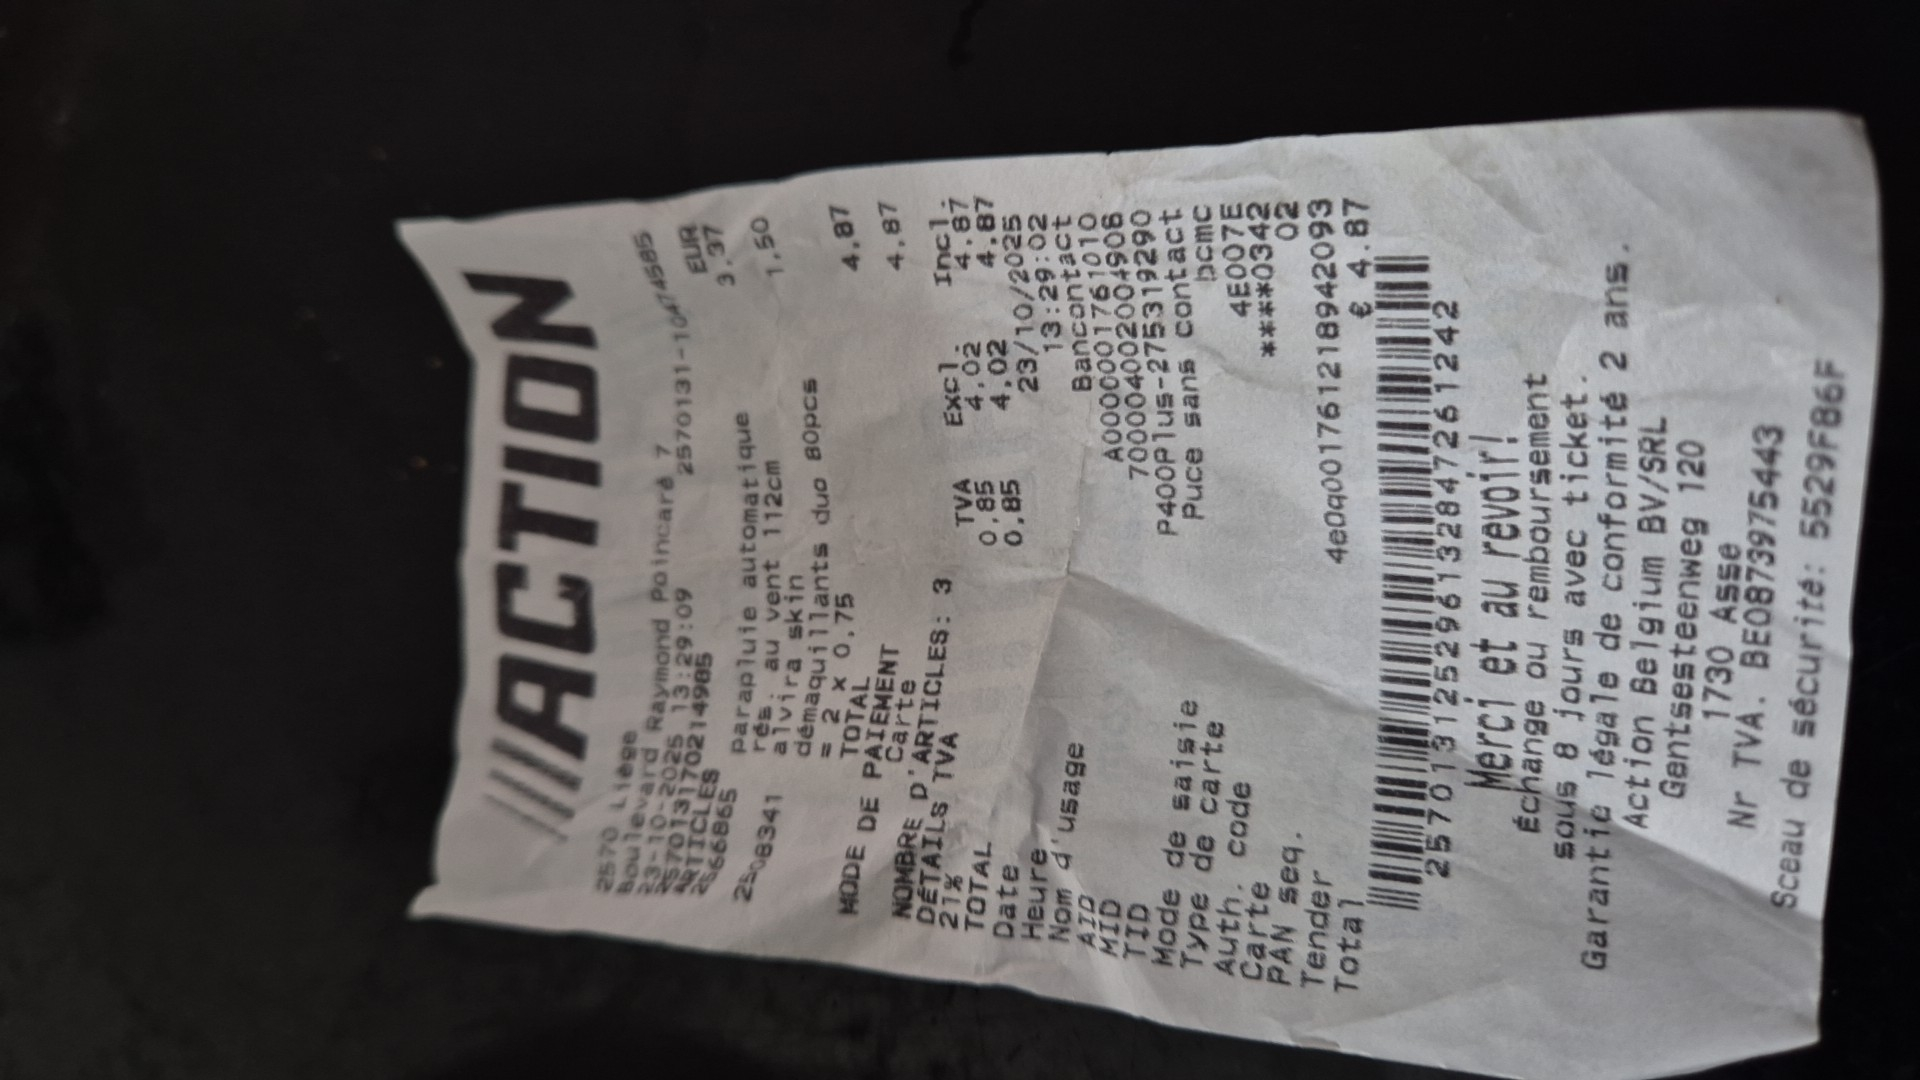 ACTION
2570 Liège
Boulevard Raymond Poincaré 7
23-10-2025 13:29:09 2570131-10474585
2570131170214985
ARTICLES EUR
2566865 parapluie automatique 3.37
rés. au vent 112cm
2508341 alvira skin 1,50
démaquillants duo 80pcs
= 2 x 0.75
TOTAL 4,87
MODE DE PAIEMENT
Carte 4,87
NOMBRE D'ARTICLES: 3
DÉTAILS TVA TVA Excl. Incl.
21% 0,85 4,02 4,87
TOTAL 0,85 4,02 4,87
Date 23/10/2025
Heure 13:29:02
Nom d'usage Bancontact
AID A0000001761010
MID 700004002004906
TID P400Plus-275319290
Mode de saisie Puce sans contact
Type de carte bcmc
Auth. code 4E007E
Carte ****0342
PAN seq. 02
Tender 4e0q001761218942093
Total € 4.87
257013125296132847261242
Merci et au revoir!
Échange ou remboursement
sous 8 jours avec ticket.
Garantie légale de conformité 2 ans.
Action Belgium BV/SRL
Gentsesteenweg 120
1730 Asse
Nr TVA. BE0873975443
Sceau de sécurité: 5529F86F